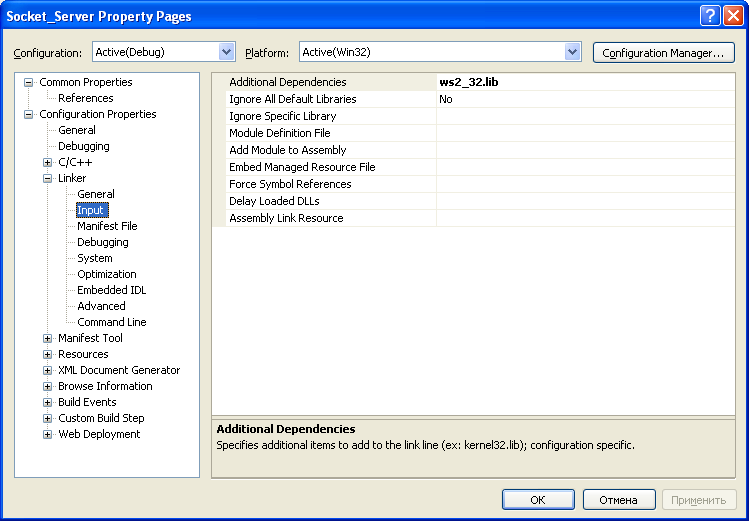 Socket_Server Property Pages
Configuration: Active(Debug) Platform: Active(Win32) Configuration Manager...
Common Properties
References
Configuration Properties
General
Debugging
C/C++
Linker
General
Input
Manifest File
Debugging
System
Optimization
Embedded IDL
Advanced
Command Line
Manifest Tool
Resources
XML Document Generator
Browse Information
Build Events
Custom Build Step
Web Deployment
Additional Dependencies ws2_32.lib
Ignore All Default Libraries No
Ignore Specific Library
Module Definition File
Add Module to Assembly
Embed Managed Resource File
Force Symbol References
Delay Loaded DLLs
Assembly Link Resource
Additional Dependencies
Specifies additional items to add to the link line (ex: kernel32.lib); configuration specific.
OK Отмена Применить